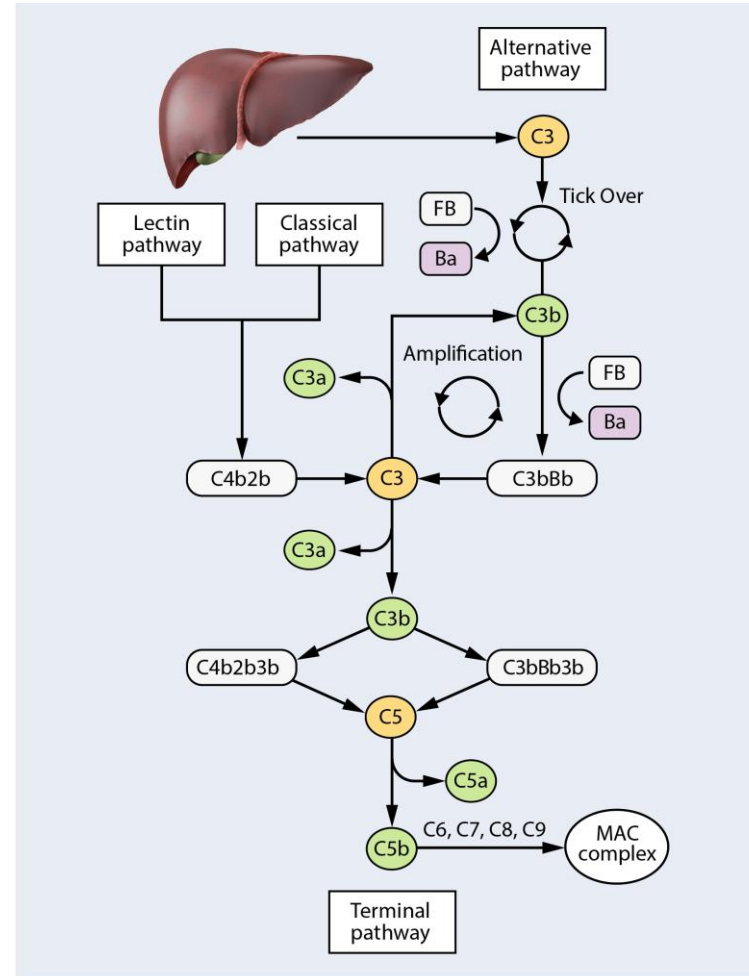 Alternative
pathway
C3
Tick Over
FB
Ba
Lectin
pathway
Classical
pathway
C3b
Amplification
C3a
FB
Ba
C4b2b
C3
C3bBb
C3a
C3b
C4b2b3b
C3bBb3b
C5
C5a
C6, C7, C8, C9
C5b
MAC
complex
Terminal
pathway